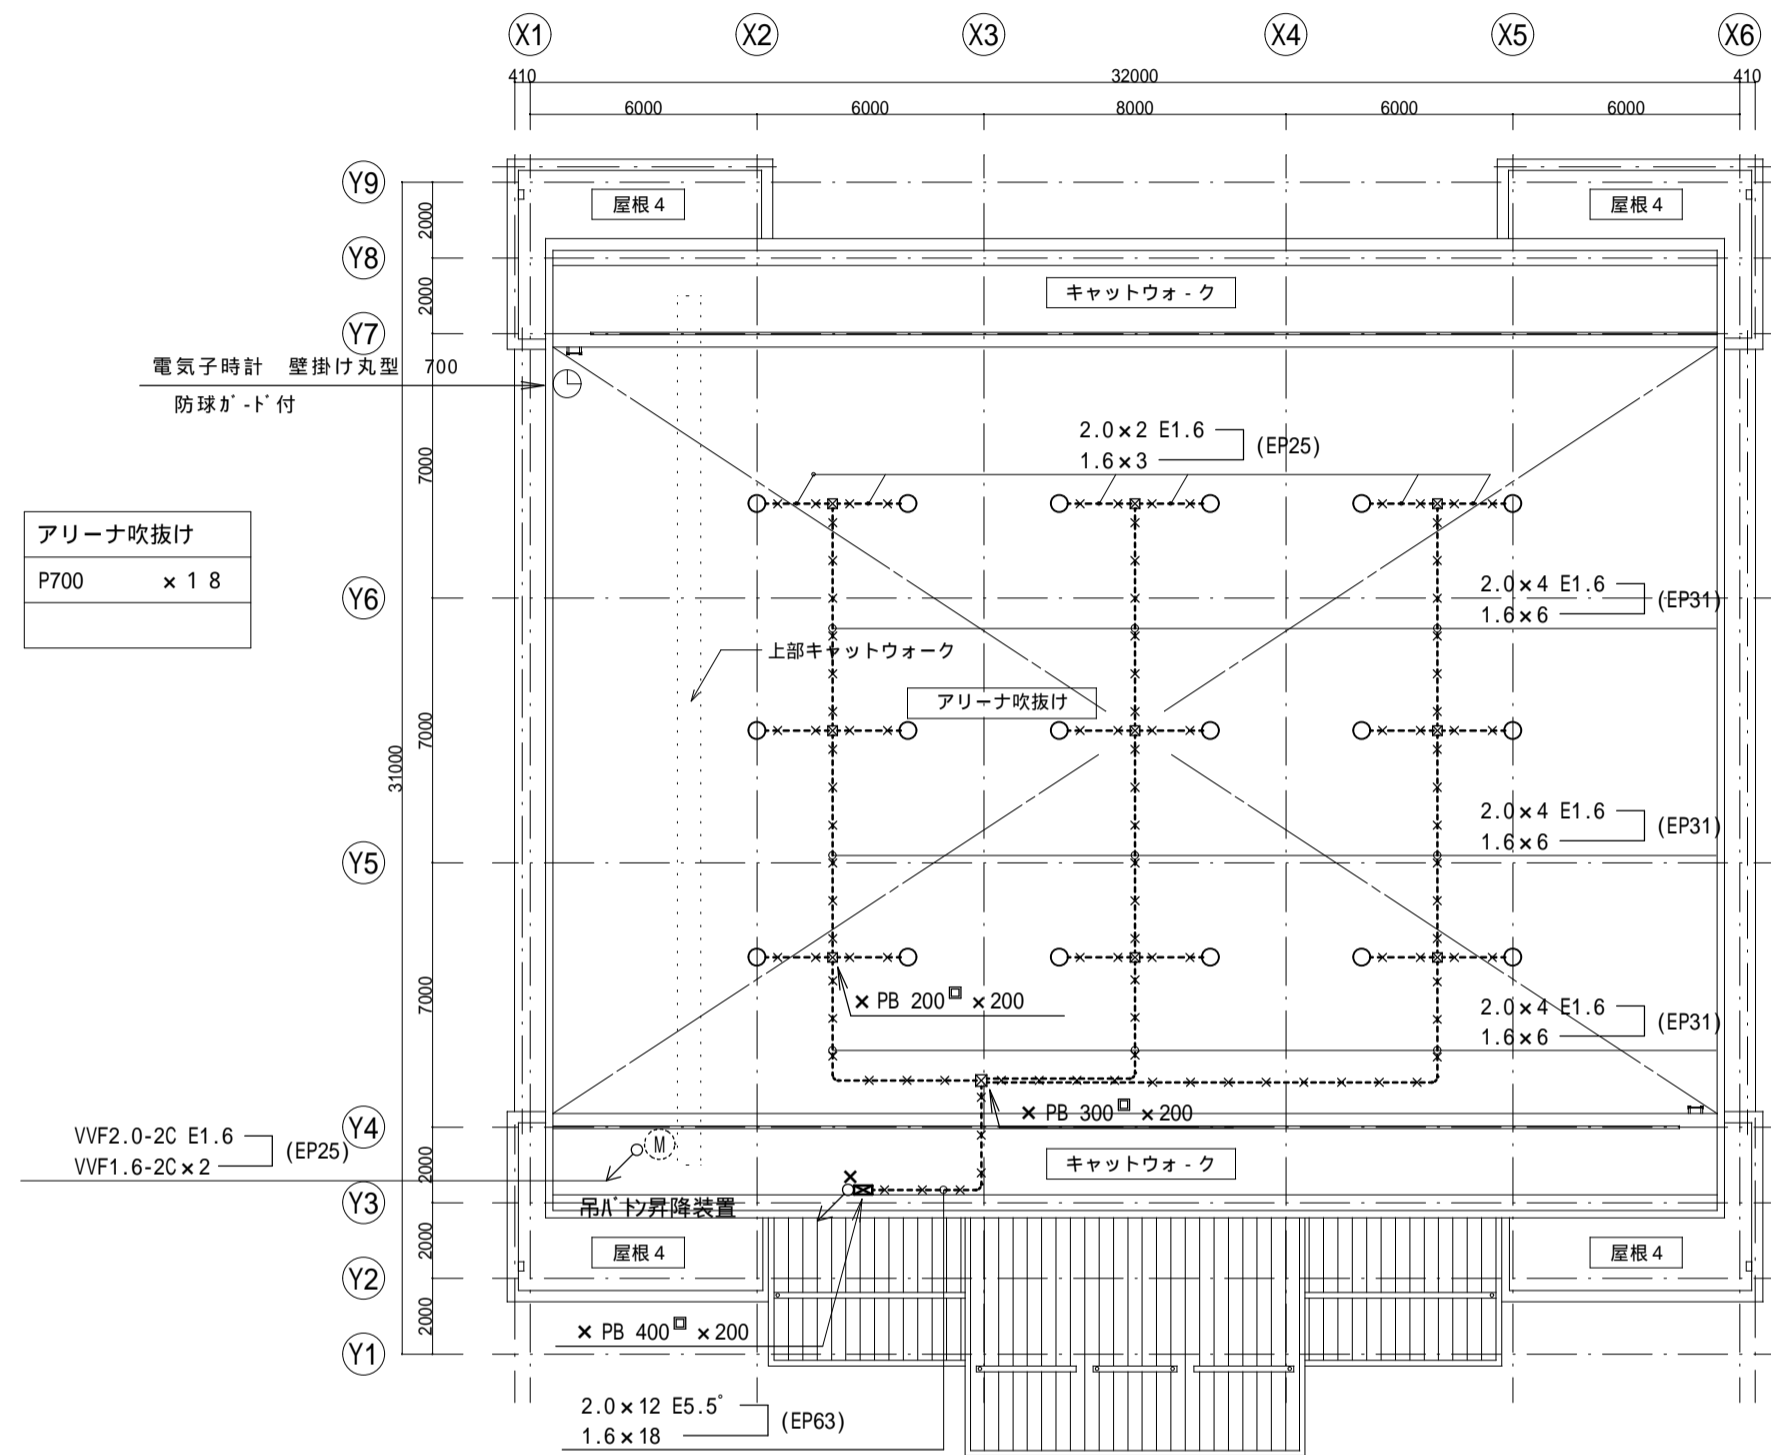 X1 X2 X3 X4 X5 X6
410 32000 410
6000 6000 8000 6000 6000
Y9
屋根4 屋根4
2000
Y8
キャットウォ-ク
2000
Y7
電気子時計 壁掛け丸型 700
防球ガ-ド付
2.0×2 E1.6
1.6×3
(EP25)
7000
アリーナ吹抜け
P700 ×18
Y6
2.0×4 E1.6
1.6×6
(EP31)
上部キャットウォーク
アリーナ吹抜け
7000
31000
2.0×4 E1.6
1.6×6
(EP31)
Y5
7000
× PB 200□ ×200
2.0×4 E1.6
1.6×6
(EP31)
× PB 300□ ×200
Y4
VVF2.0-2C E1.6
VVF1.6-2C×2
(EP25)
M
キャットウォ-ク
2000
Y3
吊バトン昇降装置
2000
屋根4 屋根4
Y2
2000
× PB 400□ ×200
Y1
2.0×12 E5.5゜
1.6×18
(EP63)